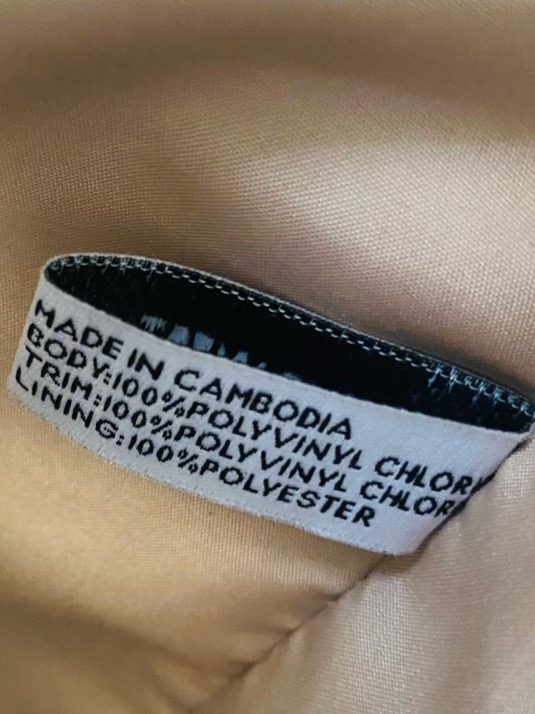 MADE IN CAMBODIA
BODY:100%POLYVINYL CHLOR
TRIM:100%POLYVINYL CHLOR
LINING:100%POLYESTER